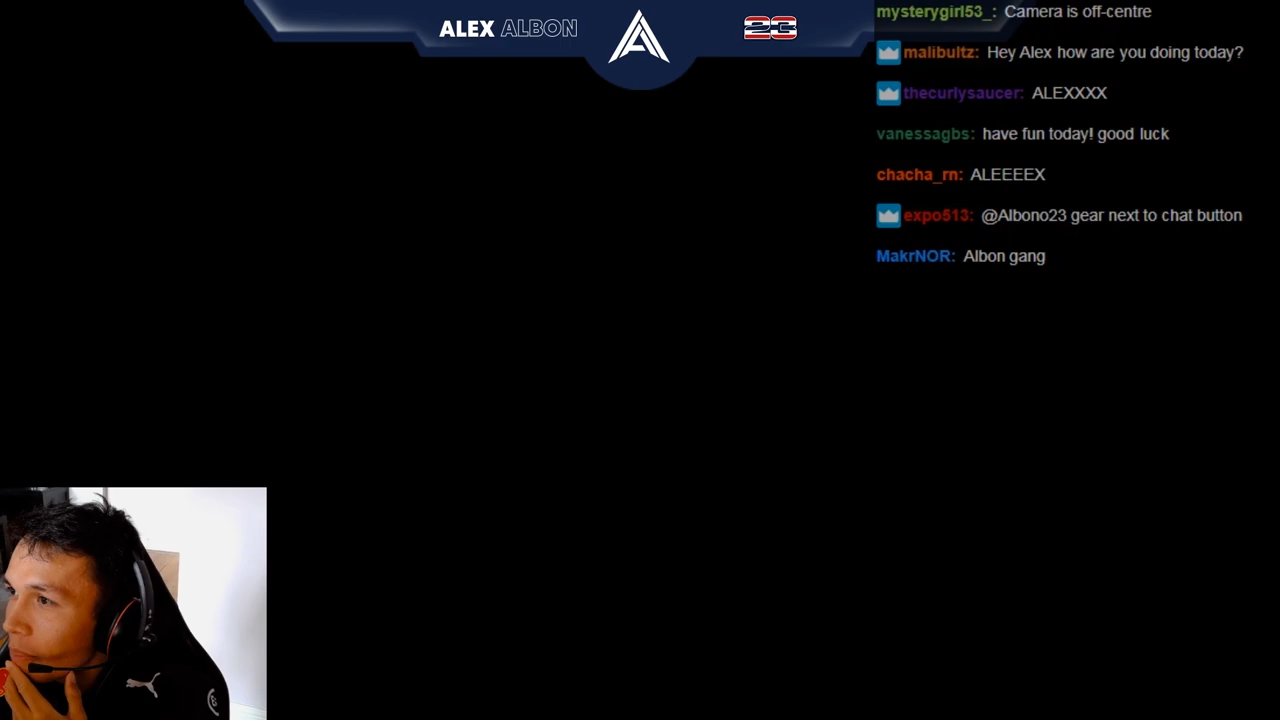 ALEX ALBON
23
mysterygirl53_: Camera is off-centre
malibultz: Hey Alex how are you doing today?
thecurlysaucer: ALEXXXX
vanessagbs: have fun today! good luck
chacha_rn: ALEEEEX
expo513: @Albono23 gear next to chat button
MakrNOR: Albon gang